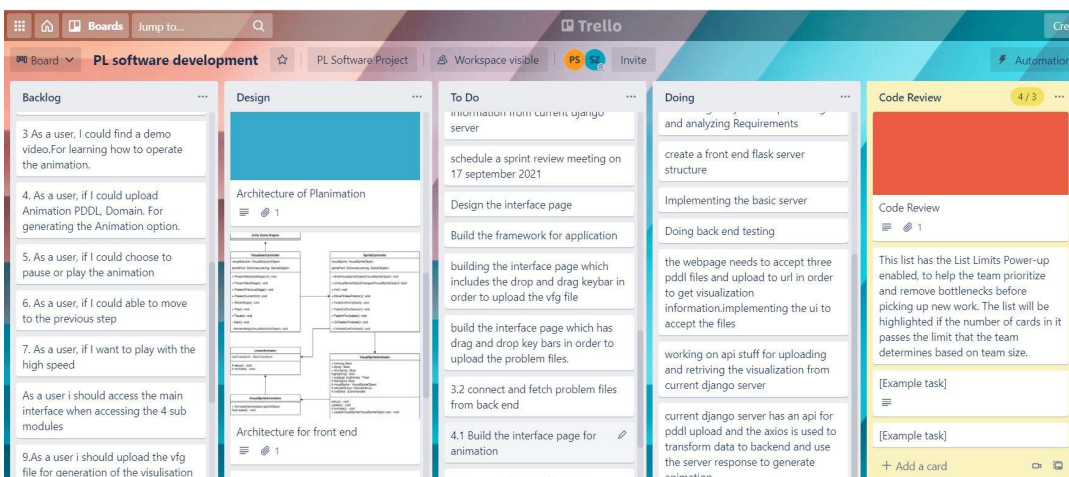 Boards
Jump to...
Trello
Cre
Board
PL software development
PL Software Project
Workspace visible
PS
SZ
Invite
Automation
Backlog
3 As a user, I could find a demo
video.For learning how to operate
the animation.
4. As a user, if I could upload
Animation PDDL, Domain. For
generating the Animation option.
5. As a user, if I could choose to
pause or play the animation
6. As a user, if I could able to move
to the previous step
7. As a user, if I want to play with the
high speed
As a user i should access the main
interface when accessing the 4 sub
modules
9.As a user i should upload the vfg
file for generation of the visulisation
Design
Architecture of Planimation
1
Unity Game Engine
VisualiserController
SpriteController
LinearAnimator
VisualSpriteAnimator
Architecture for front end
1
To Do
information from current django
server
schedule a sprint review meeting on
17 september 2021
Design the interface page
Build the framework for application
building the interface page which
includes the drop and drag keybar in
order to upload the vfg file
build the interface page which has
drag and drop key bars in order to
upload the problem files.
3.2 connect and fetch problem files
from back end
4.1 Build the interface page for
animation
Doing
and analyzing Requirements
create a front end flask server
structure
Implementing the basic server
Doing back end testing
the webpage needs to accept three
pddl files and upload to url in order
to get visualization
information.implementing the ui to
accept the files
working on api stuff for uploading
and retriving the visualization from
current django server
current django server has an api for
pddl upload and the axios is used to
transform data to backend and use
the server response to generate
animation
Code Review
4/3
Code Review
1
This list has the List Limits Power-up
enabled, to help the team prioritize
and remove bottlenecks before
picking up new work. The list will be
highlighted if the number of cards in it
passes the limit that the team
determines based on team size.
[Example task]
[Example task]
+ Add a card